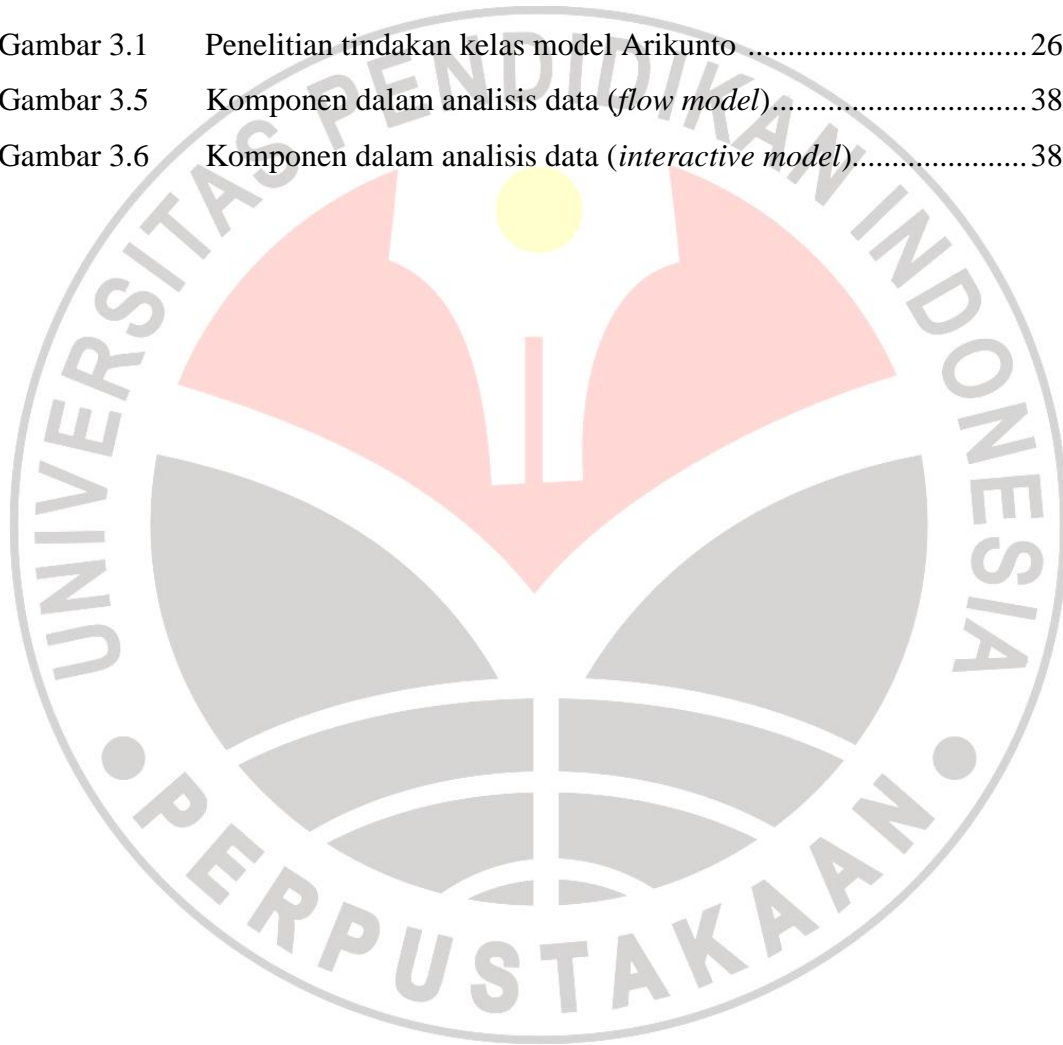 Gambar 3.1 Penelitian tindakan kelas model Arikunto ................................... 26
Gambar 3.5 Komponen dalam analisis data (flow model)................................ 38
Gambar 3.6 Komponen dalam analisis data (interactive model)...................... 38
UNIVERSITAS PENDIDIKAN INDONESIA
PERPUSTAKAAN